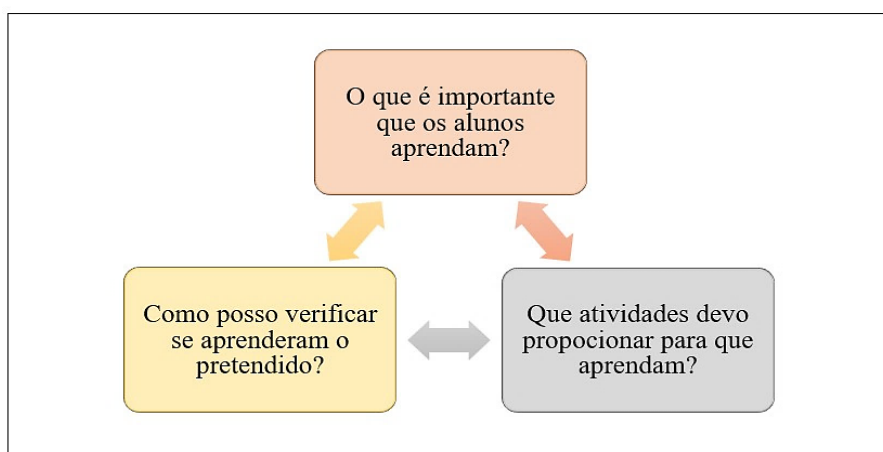 O que é importante
que os alunos
aprendam?
Como posso verificar
se aprenderam o
pretendido?
Que atividades devo
propocionar para que
aprendam?